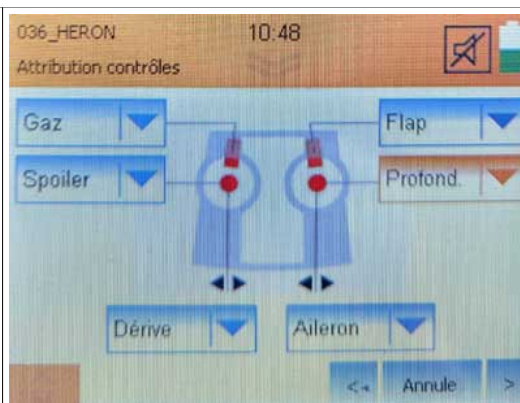 036_HERON 10:48
Attribution contrôles
Gaz Flap
Spoiler Profond.
Dérive Aileron
Annule